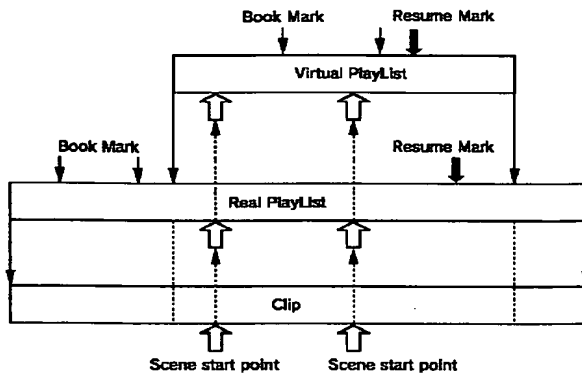 Book Mark
Resume Mark
Virtual PlayList
Book Mark
Resume Mark
Real PlayList
Clip
Scene start point
Scene start point